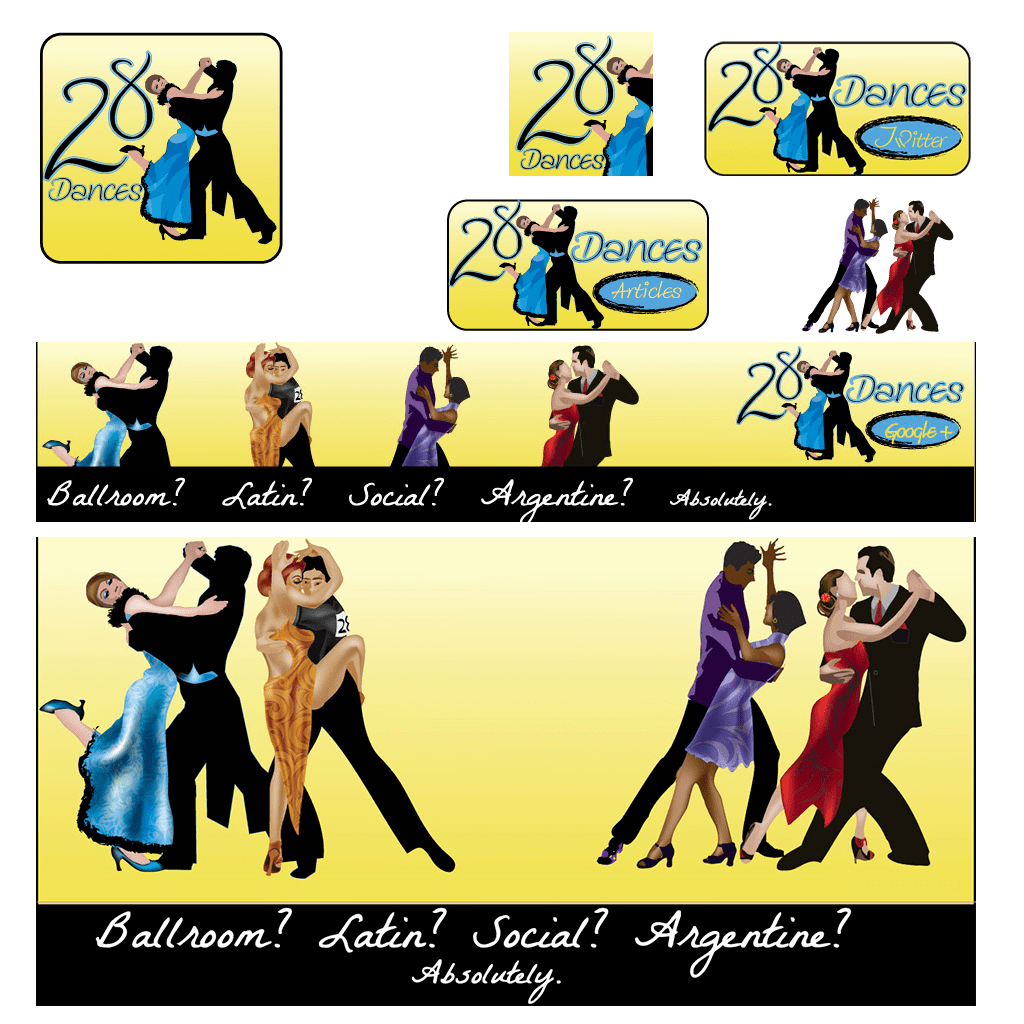 28
Dances
28
Dances
28 Dances
Twitter
28 Dances
Articles
28 Dances
Google +
Ballroom? Latin? Social? Argentine? Absolutely.
28
Ballroom? Latin? Social? Argentine?
Absolutely.